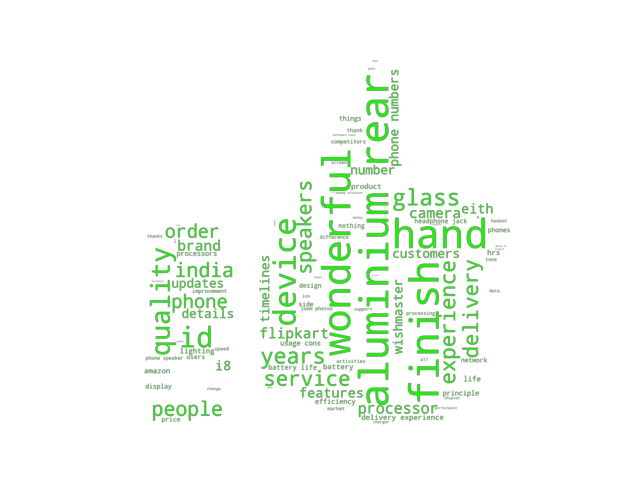 things
thank
competitors
number
product
phone numbers
aluminium rear
wonderful
glass
camera
eith
headphone jack
hand
phones
customers
hrs
tone
nothing
difference
speakers
device
order
thanks
brand
processors
quality
india
updates
phone
details
id
lighting
phone speaker
users
i8
amazon
improvement
speed
display
change
people
price
timelines
design
ios
side
zoom photos
support
flipkart
usage cons
years
activities
battery life
battery
service
features
efficiency
market
processor
delivery experience
charger
performance
wishmaster
processing
finish
experience
delivery
data
all
network
life
principle